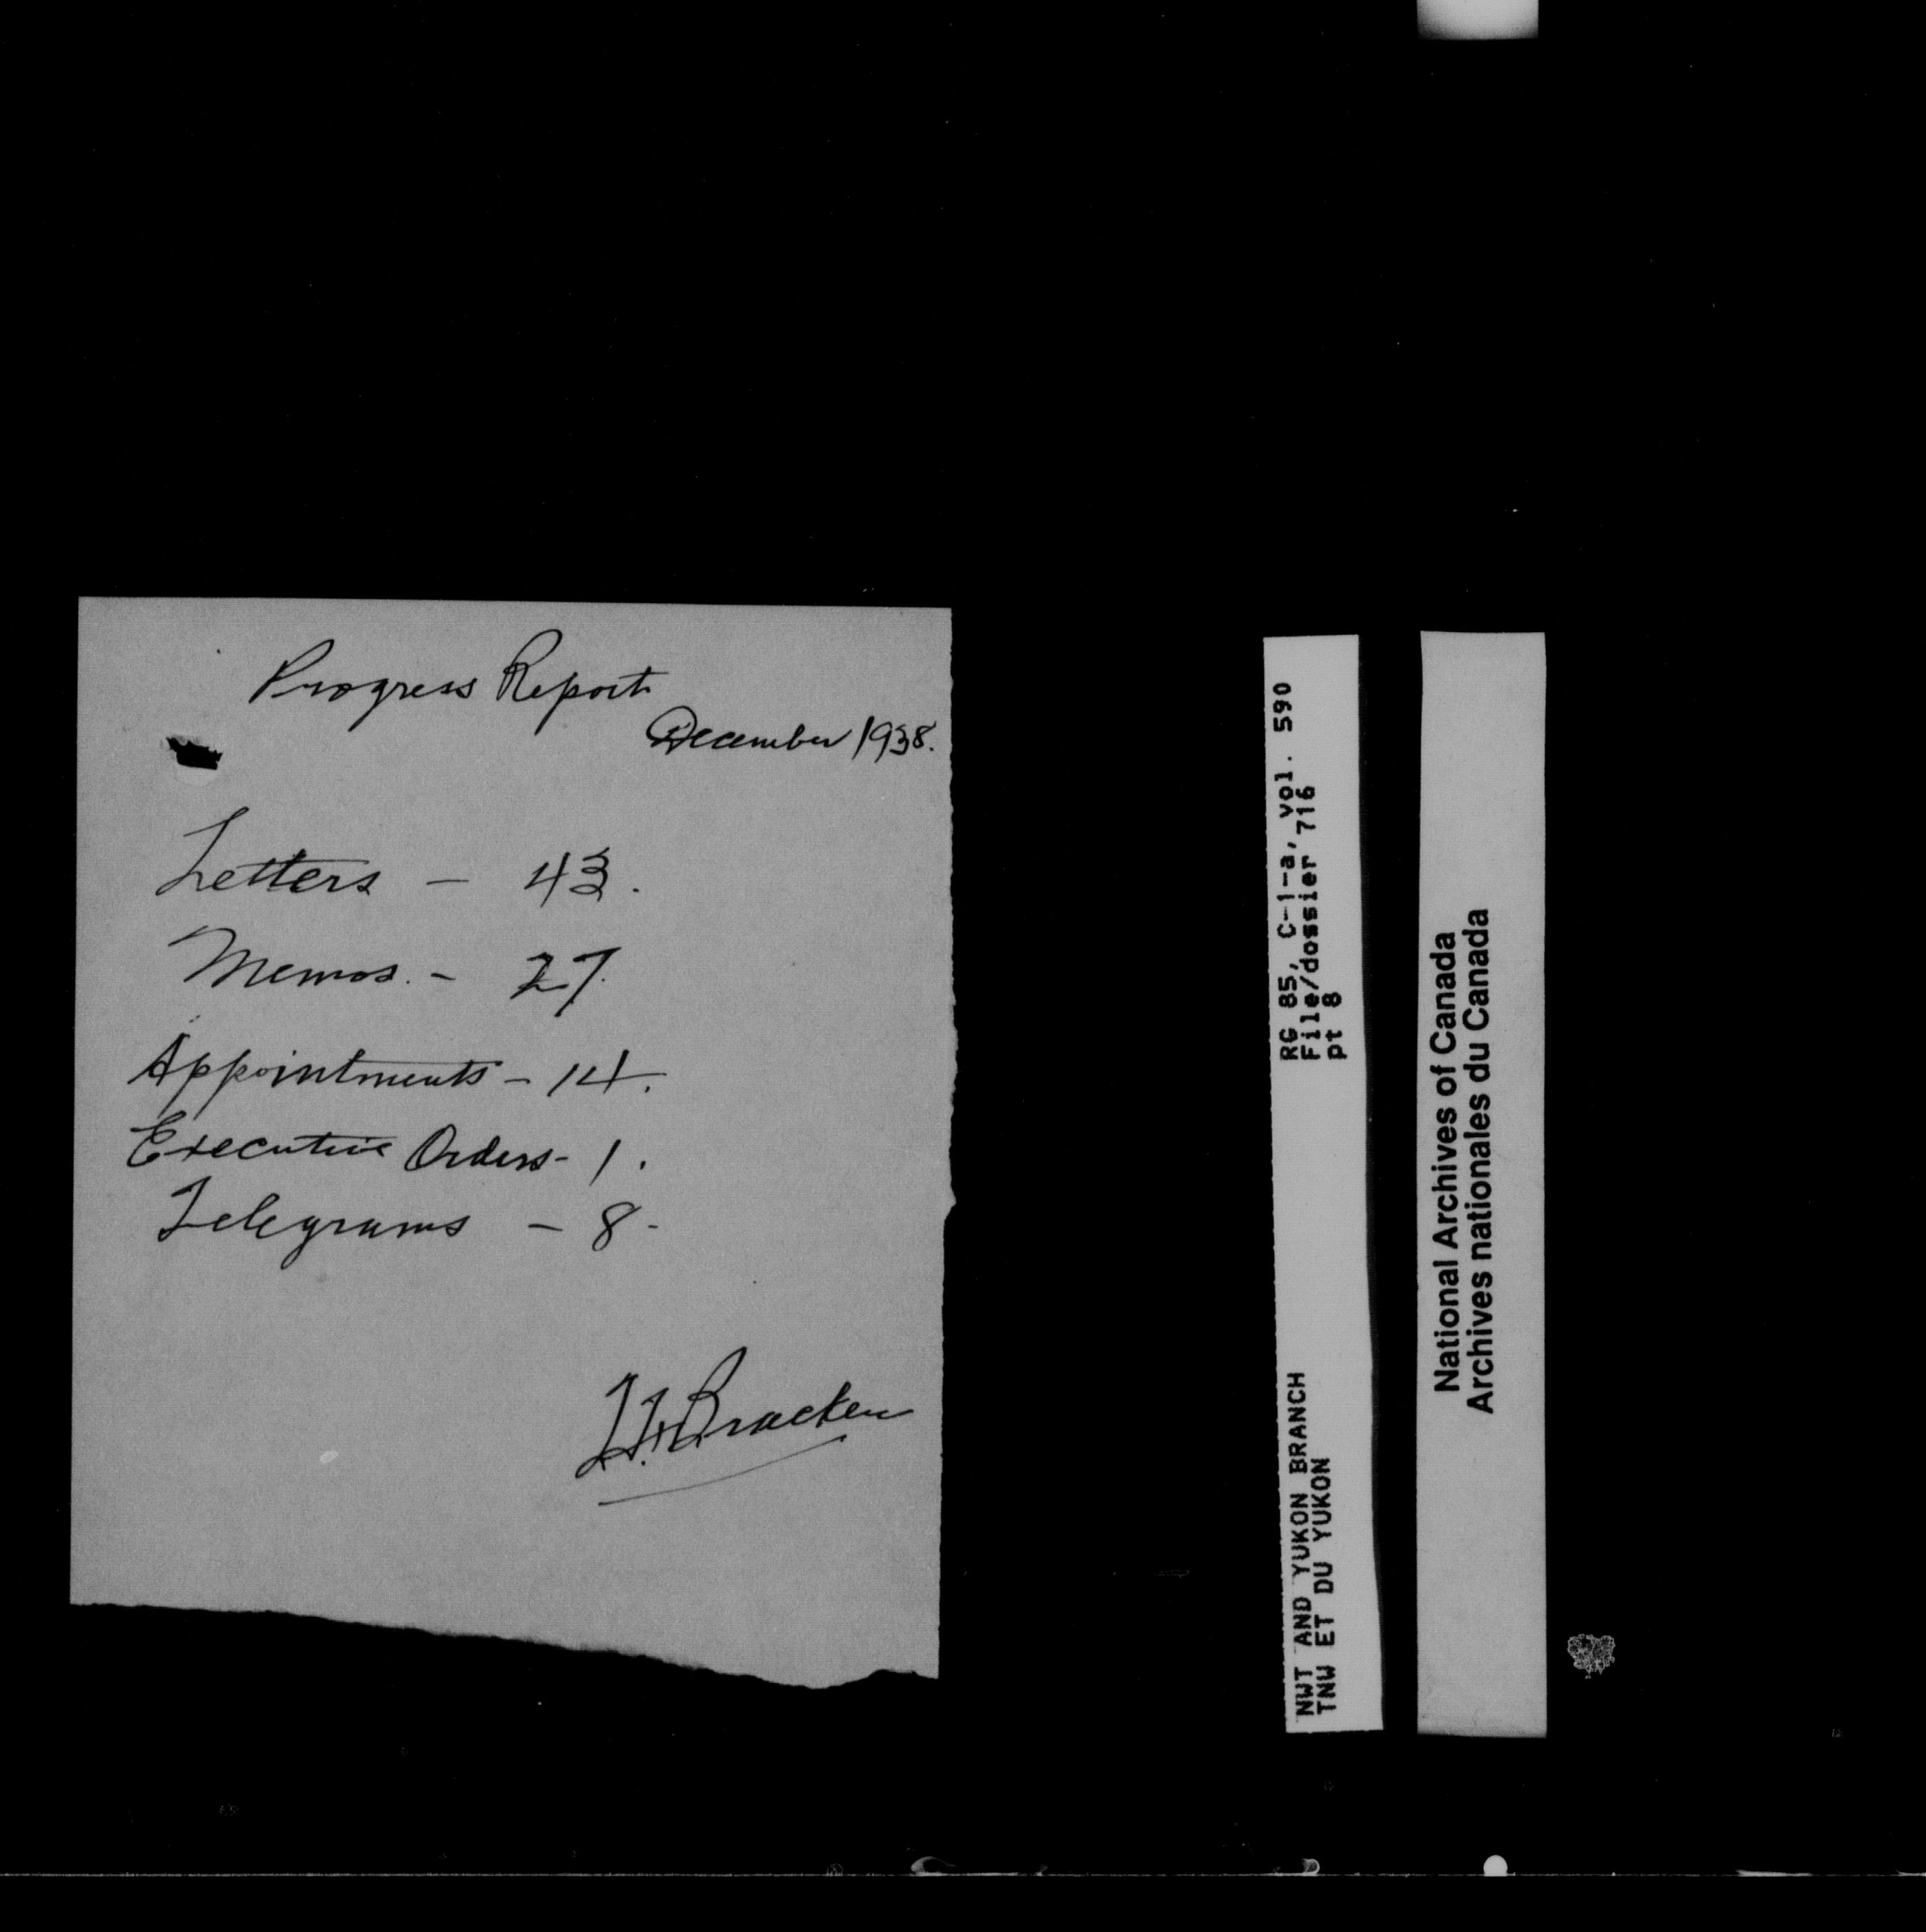 Progress Report
December 1938.
Letters - 43.
Memos. - 27.
Appointments - 14.
Executive Orders - 1.
Telegrams - 8-
Bracken
RG 85, C-1-a, vol. 590
File/dossier 716
pt 8
NWT AND YUKON BRANCH
TNW ET DU YUKON
National Archives of Canada
Archives nationales du Canada